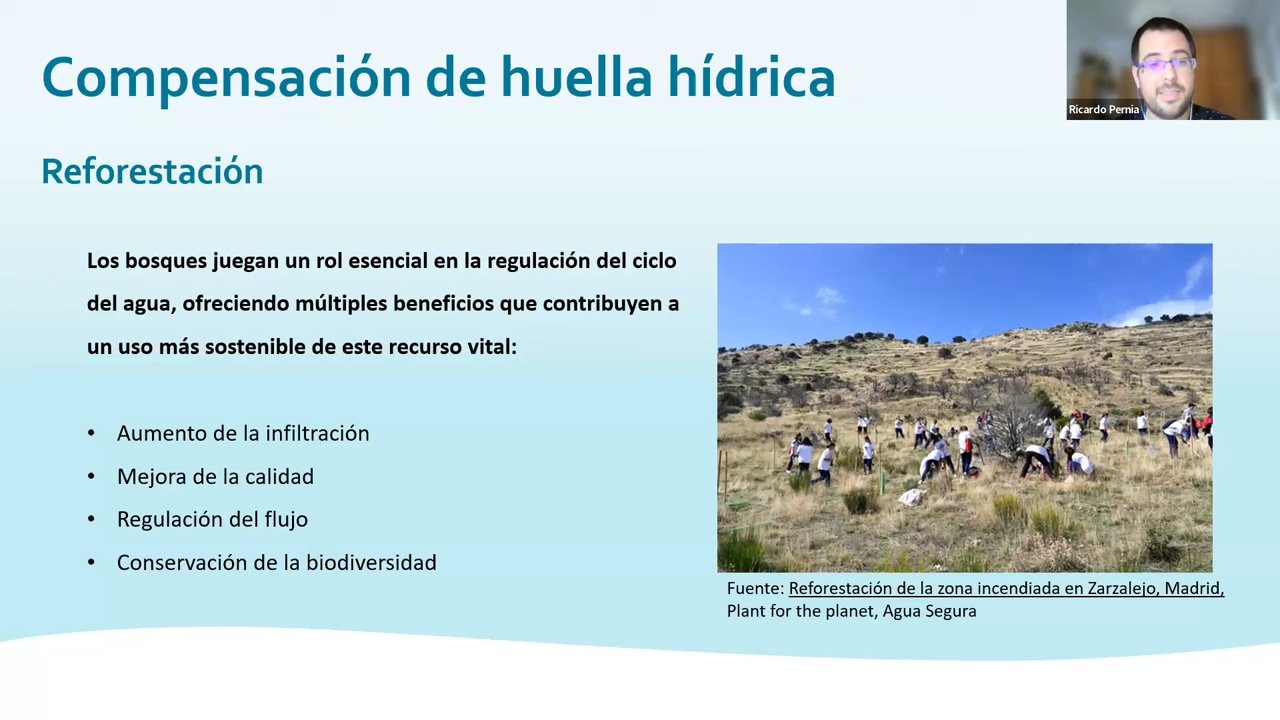 Compensación de huella hídrica
Ricardo Pernia
Reforestación
Los bosques juegan un rol esencial en la regulación del ciclo
del agua, ofreciendo múltiples beneficios que contribuyen a
un uso más sostenible de este recurso vital:
• Aumento de la infiltración
• Mejora de la calidad
• Regulación del flujo
• Conservación de la biodiversidad
Fuente: Reforestación de la zona incendiada en Zarzalejo, Madrid,
Plant for the planet, Agua Segura